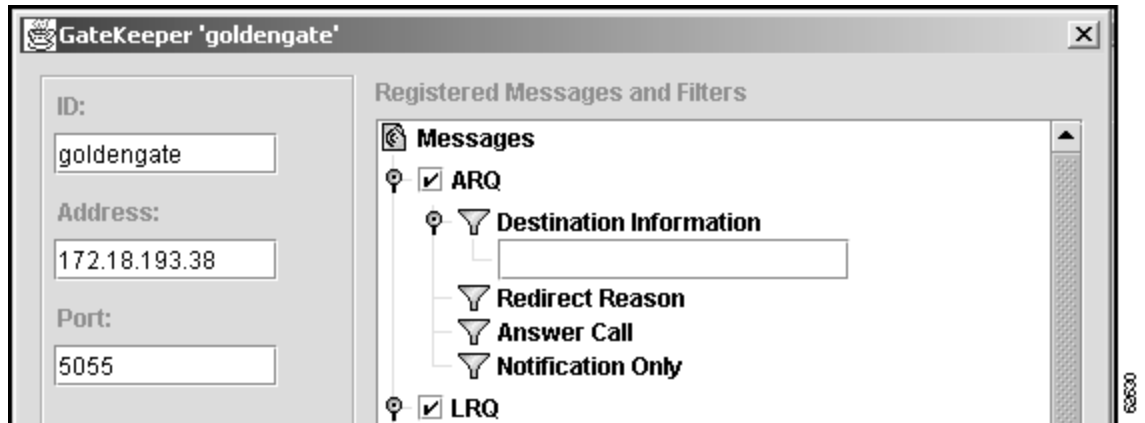 GateKeeper 'goldengate'
ID:
goldengate
Address:
172.18.193.38
Port:
5055
Registered Messages and Filters
Messages
ARQ
Destination Information
Redirect Reason
Answer Call
Notification Only
LRQ
62630